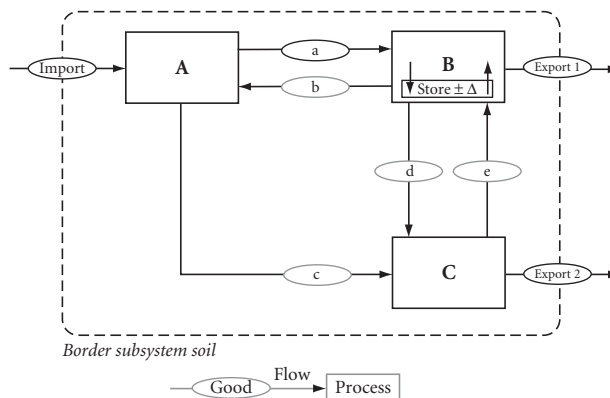 Import
A
a
B
Export 1
b
Store ± Δ
d
e
c
C
Export 2
Border subsystem soil
Good
Flow
Process